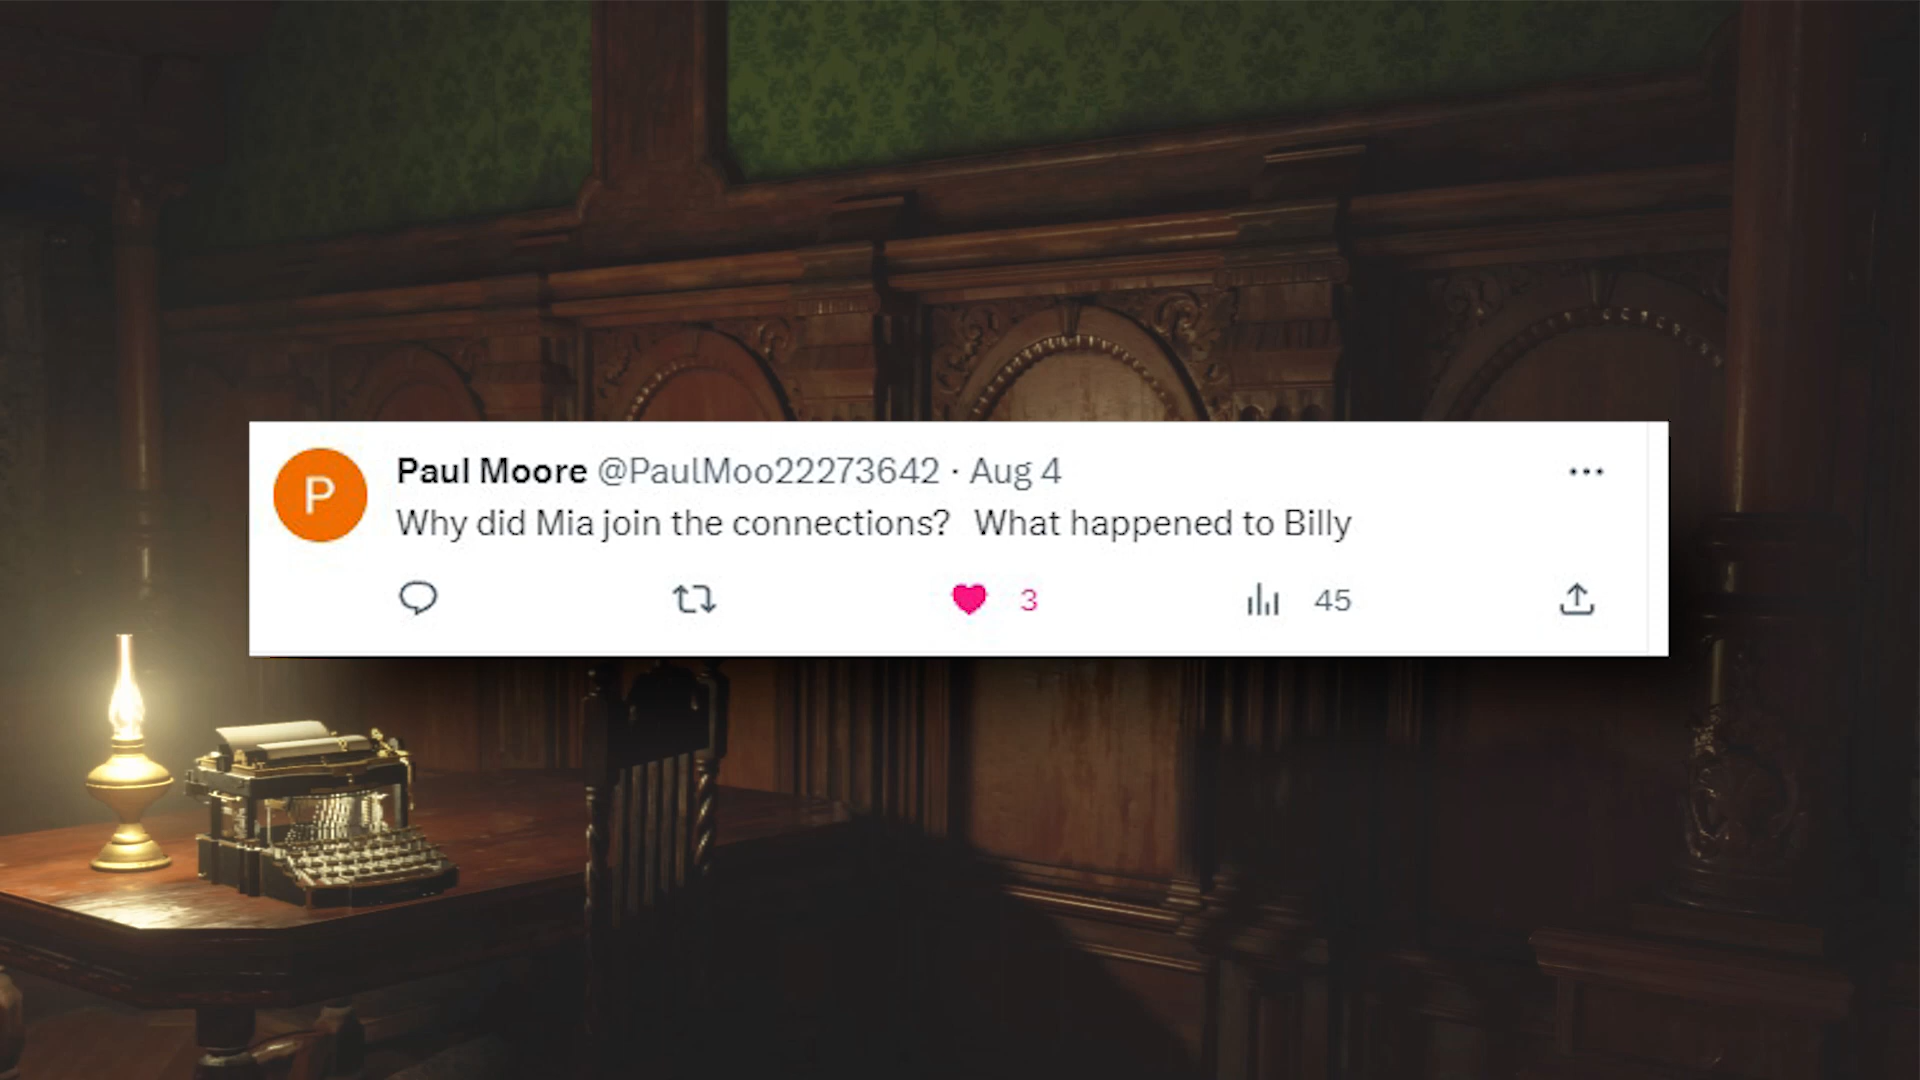 P
Paul Moore @PaulMoo22273642 · Aug 4
Why did Mia join the connections?   What happened to Billy
3
45